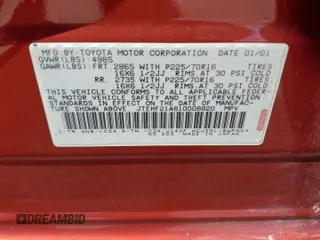 MFD BY:TOYOTA MOTOR CORPORATION DATE 01/01
GVWR(LBS):4985
GAWR(LBS):FRT. 2865 WITH P225/70R16
16X6 1/2JJ RIMS AT 30 PSI COLD.
RR. 2735 WITH P225/70R16
16X6 1/2JJ RIMS AT 30 PSI COLD.
THIS VEHICLE CONFORMS TO ALL APPLICABLE FEDER-
AL MOTOR VEHICLE SAFETY AND THEFT PREVENTION
STANDARDS IN EFFECT ON THE DATE OF MANUFAC-
TURE SHOWN ABOVE. JTEHF21A810008820 MPV
MADE IN JAPAN
IMPORT.DREAMBID.COM